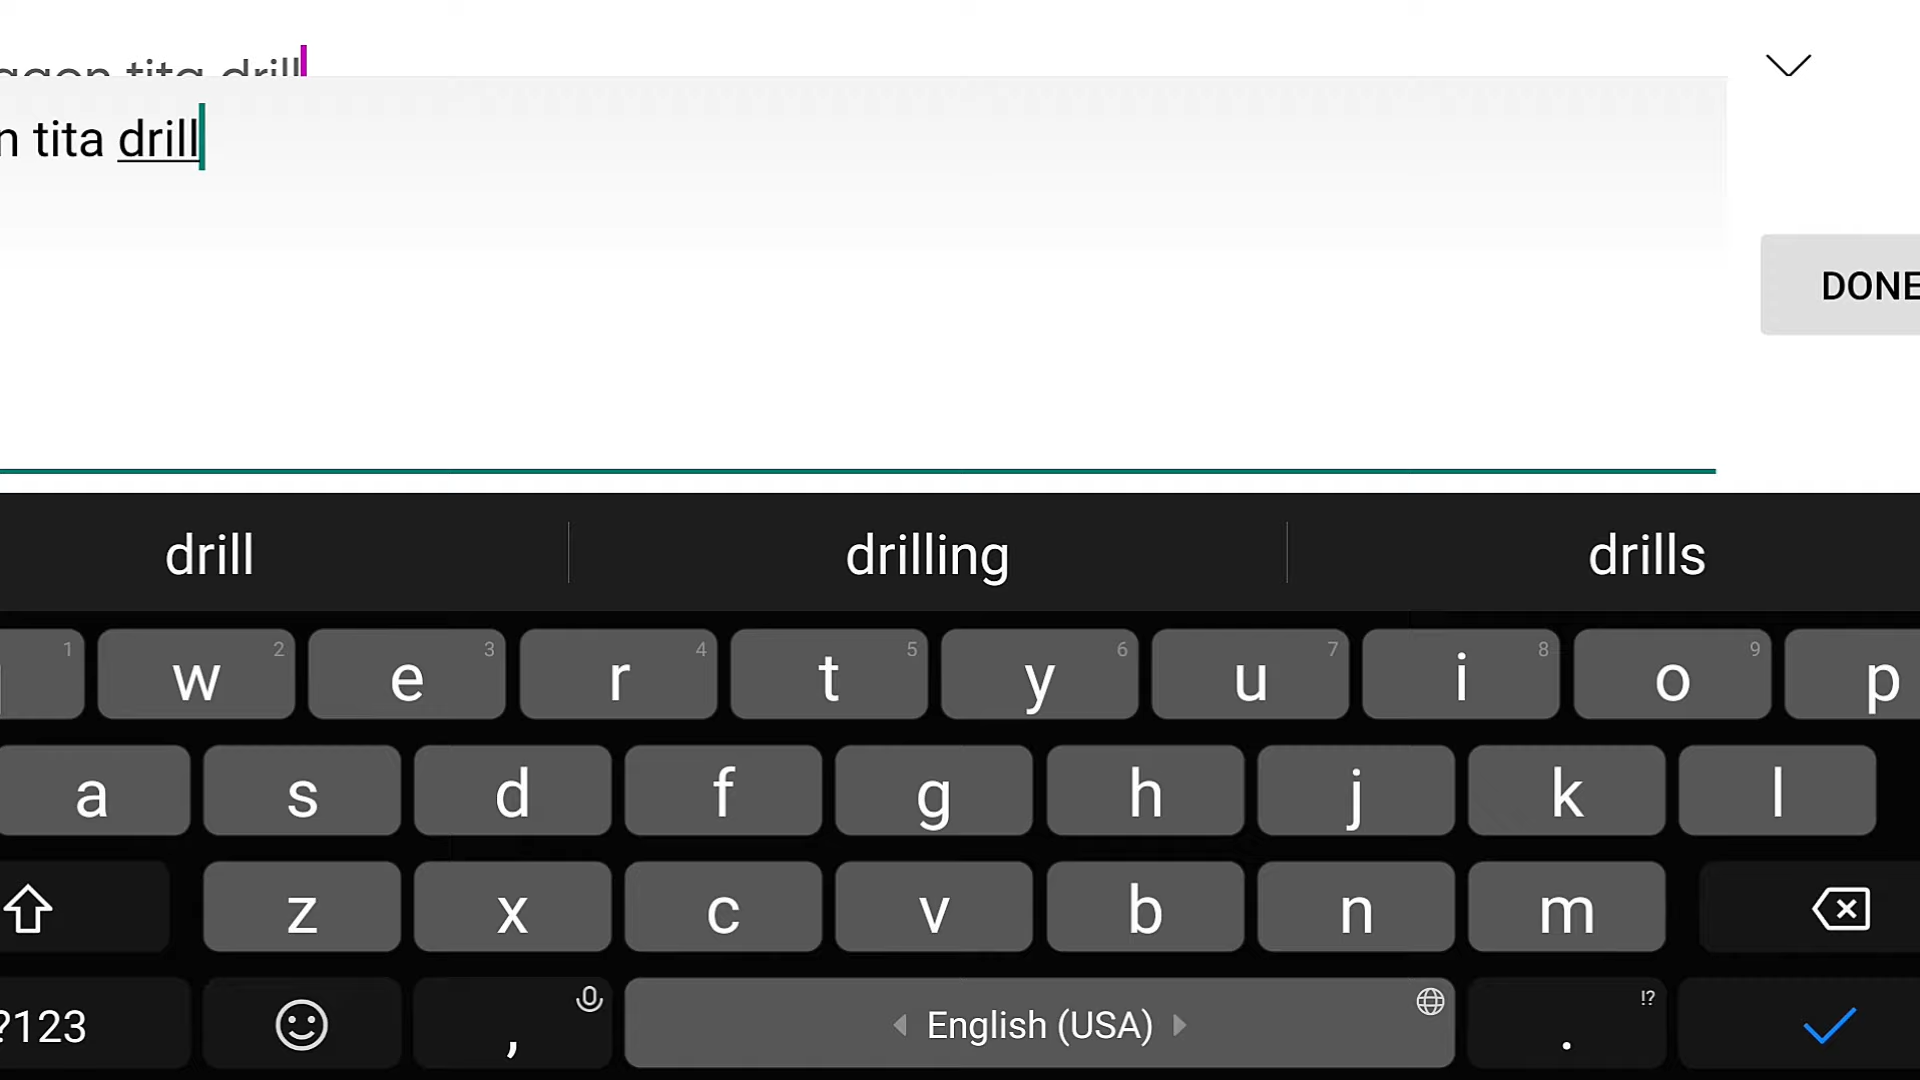 tita drill
n tita drill
DONE
drill drilling drills
1 w 2 e 3 r 4 t 5 y 6 u 7 i 8 o 9 p
a s d f g h j k l
z x c v b n m
?123 , English (USA) . !?